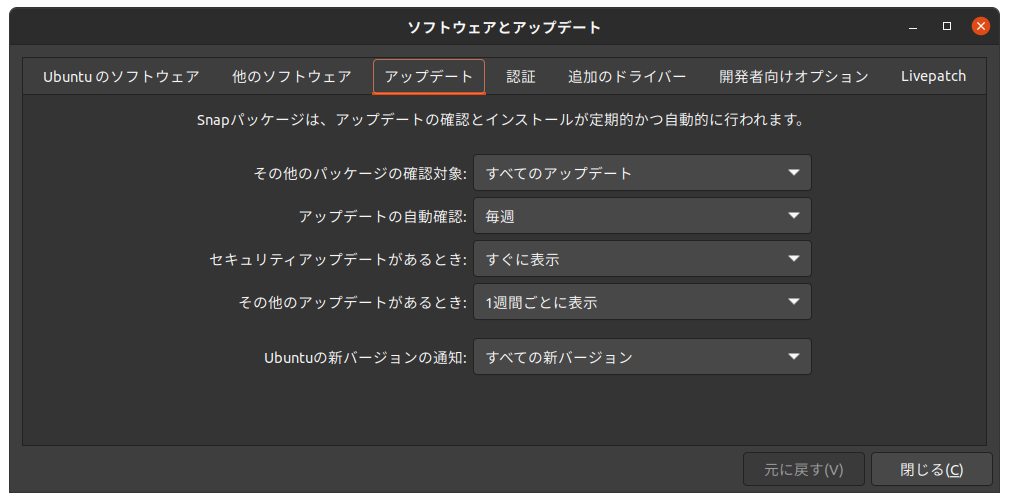 ソフトウェアとアップデート
Ubuntu のソフトウェア 他のソフトウェア アップデート 認証 追加のドライバー 開発者向けオプション Livepatch
Snapパッケージは、アップデートの確認とインストールが定期的かつ自動的に行われます。
その他のパッケージの確認対象: すべてのアップデート
アップデートの自動確認: 毎週
セキュリティアップデートがあるとき: すぐに表示
その他のアップデートがあるとき: 1週間ごとに表示
Ubuntuの新バージョンの通知: すべての新バージョン
元に戻す(V) 閉じる(C)